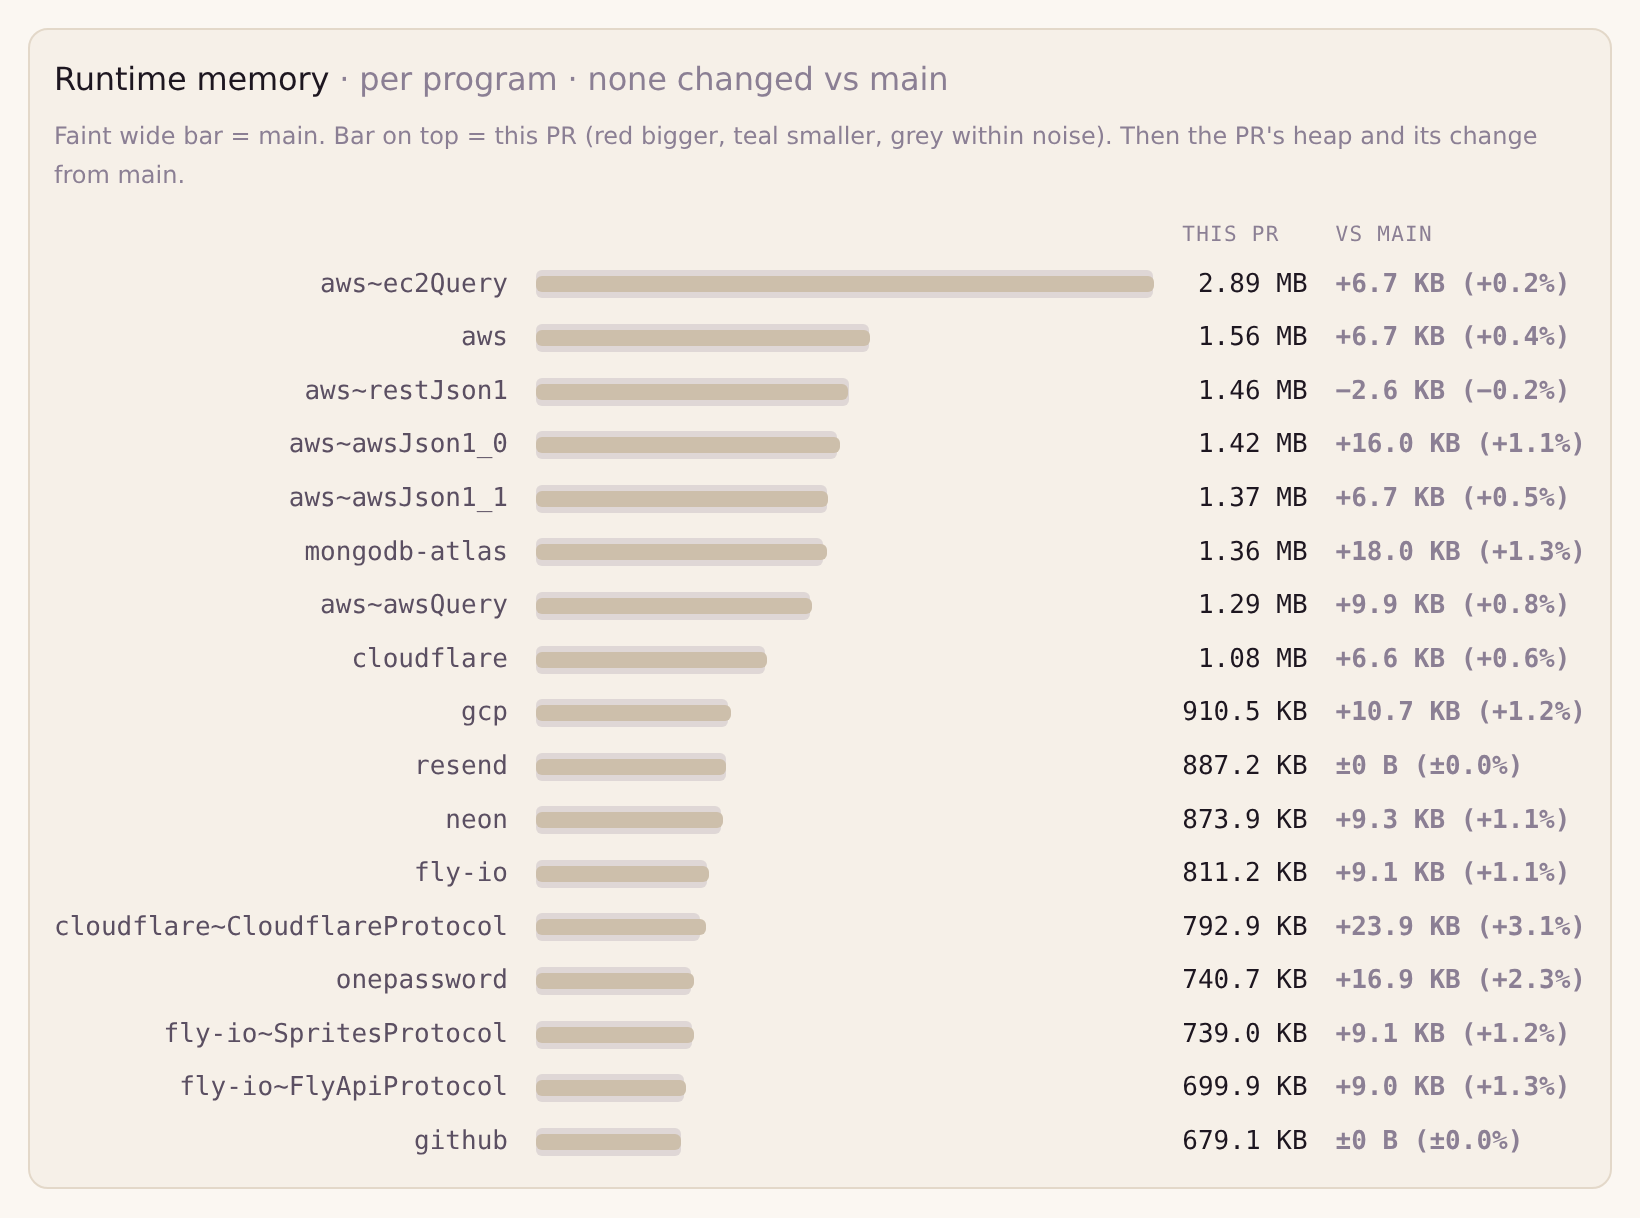 Runtime memory · per program · none changed vs main
Faint wide bar = main. Bar on top = this PR (red bigger, teal smaller, grey within noise). Then the PR's heap and its change
from main.
THIS PR VS MAIN
aws~ec2Query 2.89 MB +6.7 KB (+0.2%)
aws 1.56 MB +6.7 KB (+0.4%)
aws~restJson1 1.46 MB −2.6 KB (−0.2%)
aws~awsJson1_0 1.42 MB +16.0 KB (+1.1%)
aws~awsJson1_1 1.37 MB +6.7 KB (+0.5%)
mongodb-atlas 1.36 MB +18.0 KB (+1.3%)
aws~awsQuery 1.29 MB +9.9 KB (+0.8%)
cloudflare 1.08 MB +6.6 KB (+0.6%)
gcp 910.5 KB +10.7 KB (+1.2%)
resend 887.2 KB ±0 B (±0.0%)
neon 873.9 KB +9.3 KB (+1.1%)
fly-io 811.2 KB +9.1 KB (+1.1%)
cloudflare~CloudflareProtocol 792.9 KB +23.9 KB (+3.1%)
onepassword 740.7 KB +16.9 KB (+2.3%)
fly-io~SpritesProtocol 739.0 KB +9.1 KB (+1.2%)
fly-io~FlyApiProtocol 699.9 KB +9.0 KB (+1.3%)
github 679.1 KB ±0 B (±0.0%)